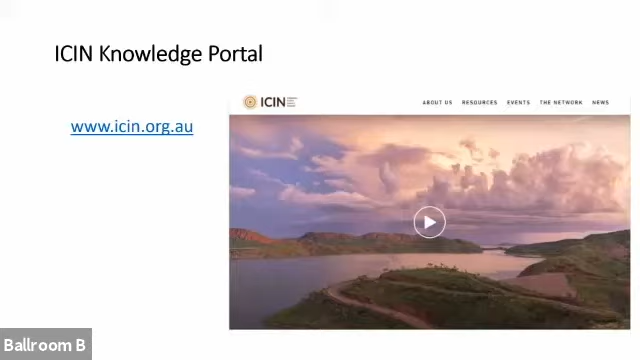 ICIN Knowledge Portal
www.icin.org.au
ICIN
ABOUT US RESOURCES EVENTS THE NETWORK NEWS
Ballroom B